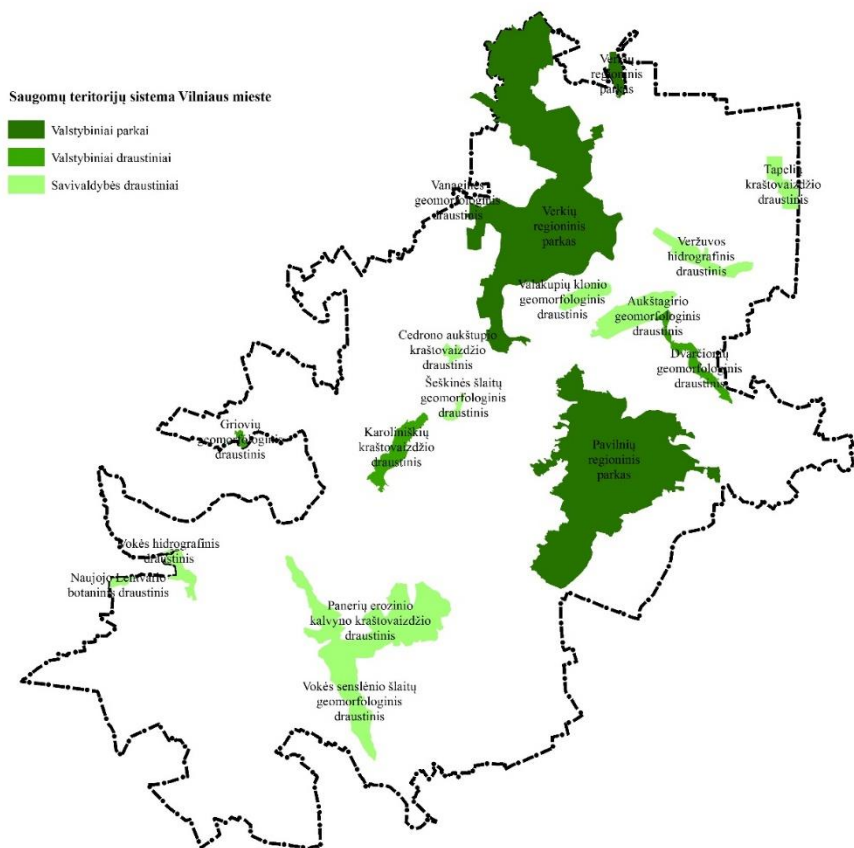 Saugomų teritorijų sistema Vilniaus mieste
Valstybiniai parkai
Valstybiniai draustiniai
Savivaldybės draustiniai
Verkių
regioninis
parkas
Tapelių
kraštovaizdžio
draustinis
Vanaginės
geomorfologinis
draustinis
Verkių
regioninis
parkas
Veržuvos
hidrografinis
draustinis
Valakupių klonio
geomorfologinis
draustinis
Aukštagirio
geomorfologinis
draustinis
Cedrono aukštupio
kraštovaizdžio
draustinis
Dvarčionių
geomorfologinis
draustinis
Šeškinės šlaitų
geomorfologinis
draustinis
Griovių
geomorfologinis
draustinis
Karoliniškių
kraštovaizdžio
draustinis
Pavilnių
regioninis
parkas
Vokės hidrografinis
draustinis
Naujojo Lentvario
botaninis draustinis
Panerių erozinio
kalvyno kraštovaizdžio
draustinis
Vokės senslėnio šlaitų
geomorfologinis
draustinis